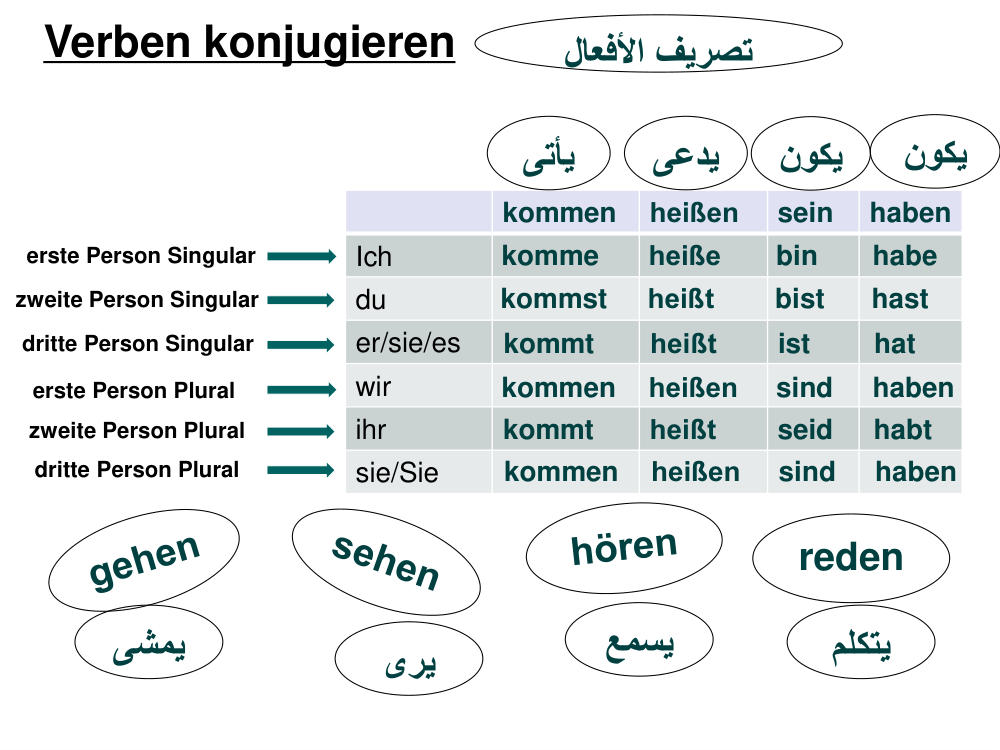 Verben konjugieren
تصريف الأفعال
يأتى يدعى يكون يكون
kommen heißen sein haben
erste Person Singular Ich komme heiße bin habe
zweite Person Singular du kommst heißt bist hast
dritte Person Singular er/sie/es kommt heißt ist hat
erste Person Plural wir kommen heißen sind haben
zweite Person Plural ihr kommt heißt seid habt
dritte Person Plural sie/Sie kommen heißen sind haben
gehen sehen hören reden
يمشى يرى يسمع يتكلم